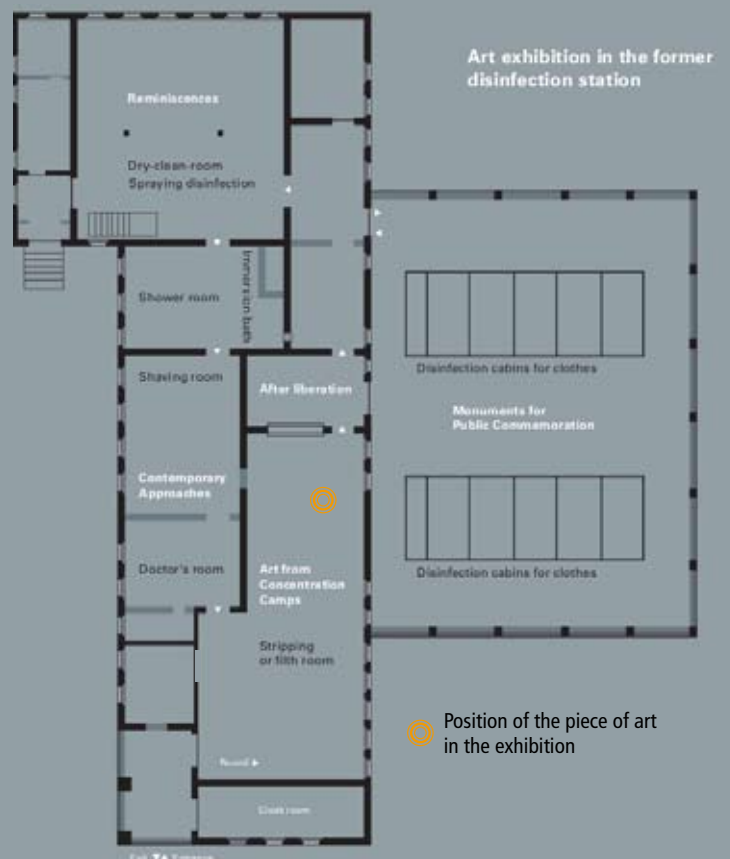 Art exhibition in the former
disinfection station
Reminiscences
Dry-clean-room
Spraying disinfection
Shower room
Immersion bath
Shaving room
After liberation
Disinfection cabins for clothes
Monuments for
Public Commemoration
Contemporary
Approaches
Doctor's room
Art from
Concentration
Camps
Disinfection cabins for clothes
Stripping
or filth room
Position of the piece of art
in the exhibition
Round
Cloak room